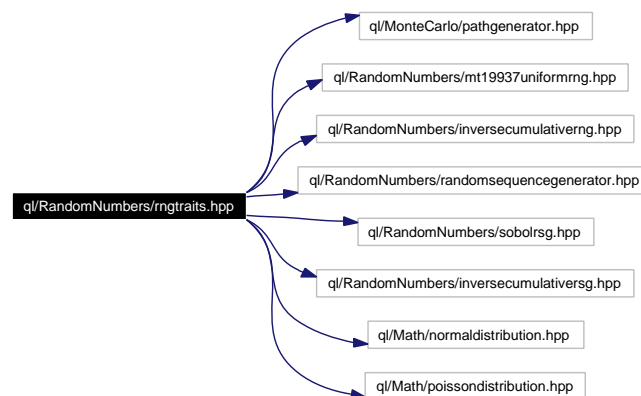 ql/MonteCarlo/pathgenerator.hpp
ql/RandomNumbers/mt19937uniformrng.hpp
ql/RandomNumbers/inversecumulativerng.hpp
ql/RandomNumbers/randomsequencegenerator.hpp
ql/RandomNumbers/rngtraits.hpp
ql/RandomNumbers/sobolrsg.hpp
ql/RandomNumbers/inversecumulativersg.hpp
ql/Math/normaldistribution.hpp
ql/Math/poissondistribution.hpp